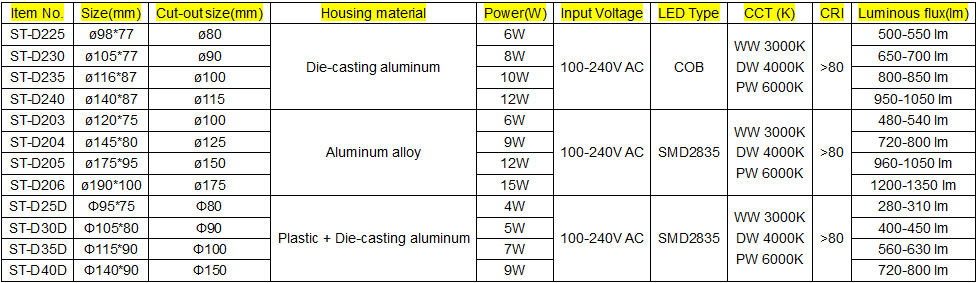 Item No. Size(mm) Cut-out size(mm) Housing material Power(W) Input Voltage LED Type CCT (K) CRI Luminous flux(lm)
ST-D225 ø98*77 ø80 Die-casting aluminum 6W 100-240V AC COB WW 3000K DW 4000K PW 6000K >80 500-550 lm
ST-D230 ø105*77 ø90 8W 650-700 lm
ST-D235 ø116*87 ø100 10W 800-850 lm
ST-D240 ø140*87 ø115 12W 950-1050 lm
ST-D203 ø120*75 ø100 Aluminum alloy 6W 100-240V AC SMD2835 WW 3000K DW 4000K PW 6000K >80 480-540 lm
ST-D204 ø145*80 ø125 9W 720-800 lm
ST-D205 ø175*95 ø150 12W 960-1050 lm
ST-D206 ø190*100 ø175 15W 1200-1350 lm
ST-D25D Φ95*75 Φ80 Plastic + Die-casting aluminum 4W 100-240V AC SMD2835 WW 3000K DW 4000K PW 6000K >80 280-310 lm
ST-D30D Φ105*80 Φ90 5W 400-450 lm
ST-D35D Φ115*90 Φ100 7W 560-630 lm
ST-D40D Φ140*90 Φ150 9W 720-800 lm